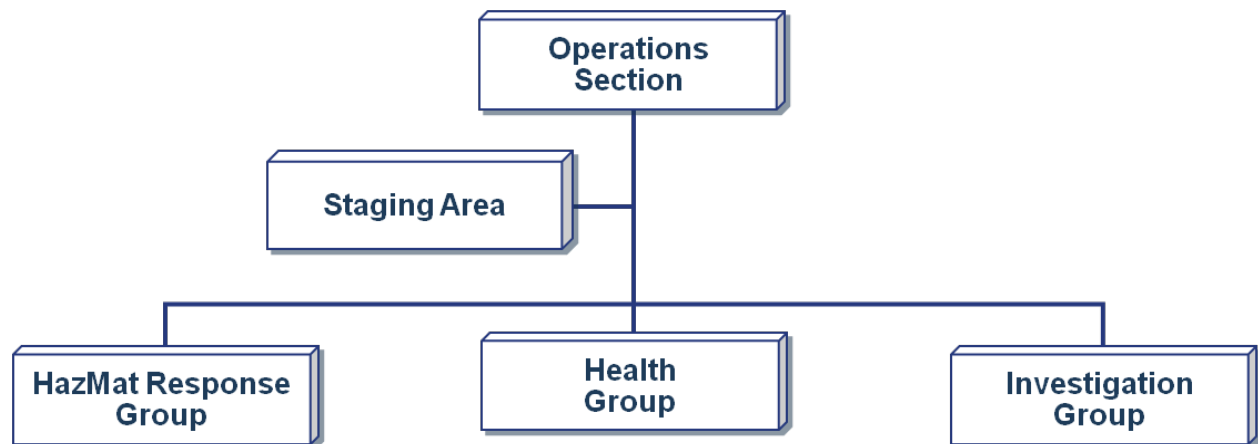 Operations
Section
Staging Area
HazMat Response
Group
Health
Group
Investigation
Group